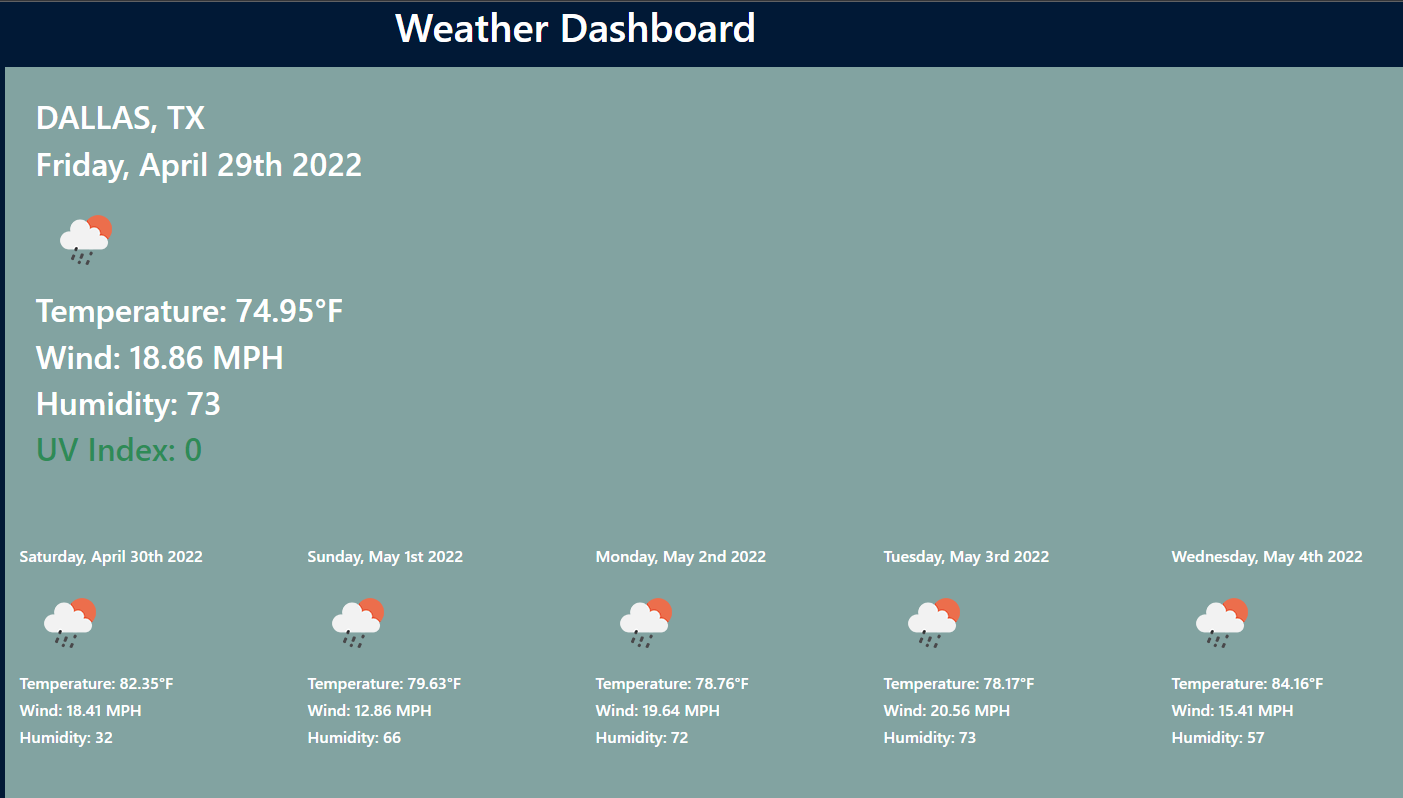 Weather Dashboard
DALLAS, TX
Friday, April 29th 2022
Temperature: 74.95°F
Wind: 18.86 MPH
Humidity: 73
UV Index: 0
Saturday, April 30th 2022
Temperature: 82.35°F
Wind: 18.41 MPH
Humidity: 32
Sunday, May 1st 2022
Temperature: 79.63°F
Wind: 12.86 MPH
Humidity: 66
Monday, May 2nd 2022
Temperature: 78.76°F
Wind: 19.64 MPH
Humidity: 72
Tuesday, May 3rd 2022
Temperature: 78.17°F
Wind: 20.56 MPH
Humidity: 73
Wednesday, May 4th 2022
Temperature: 84.16°F
Wind: 15.41 MPH
Humidity: 57